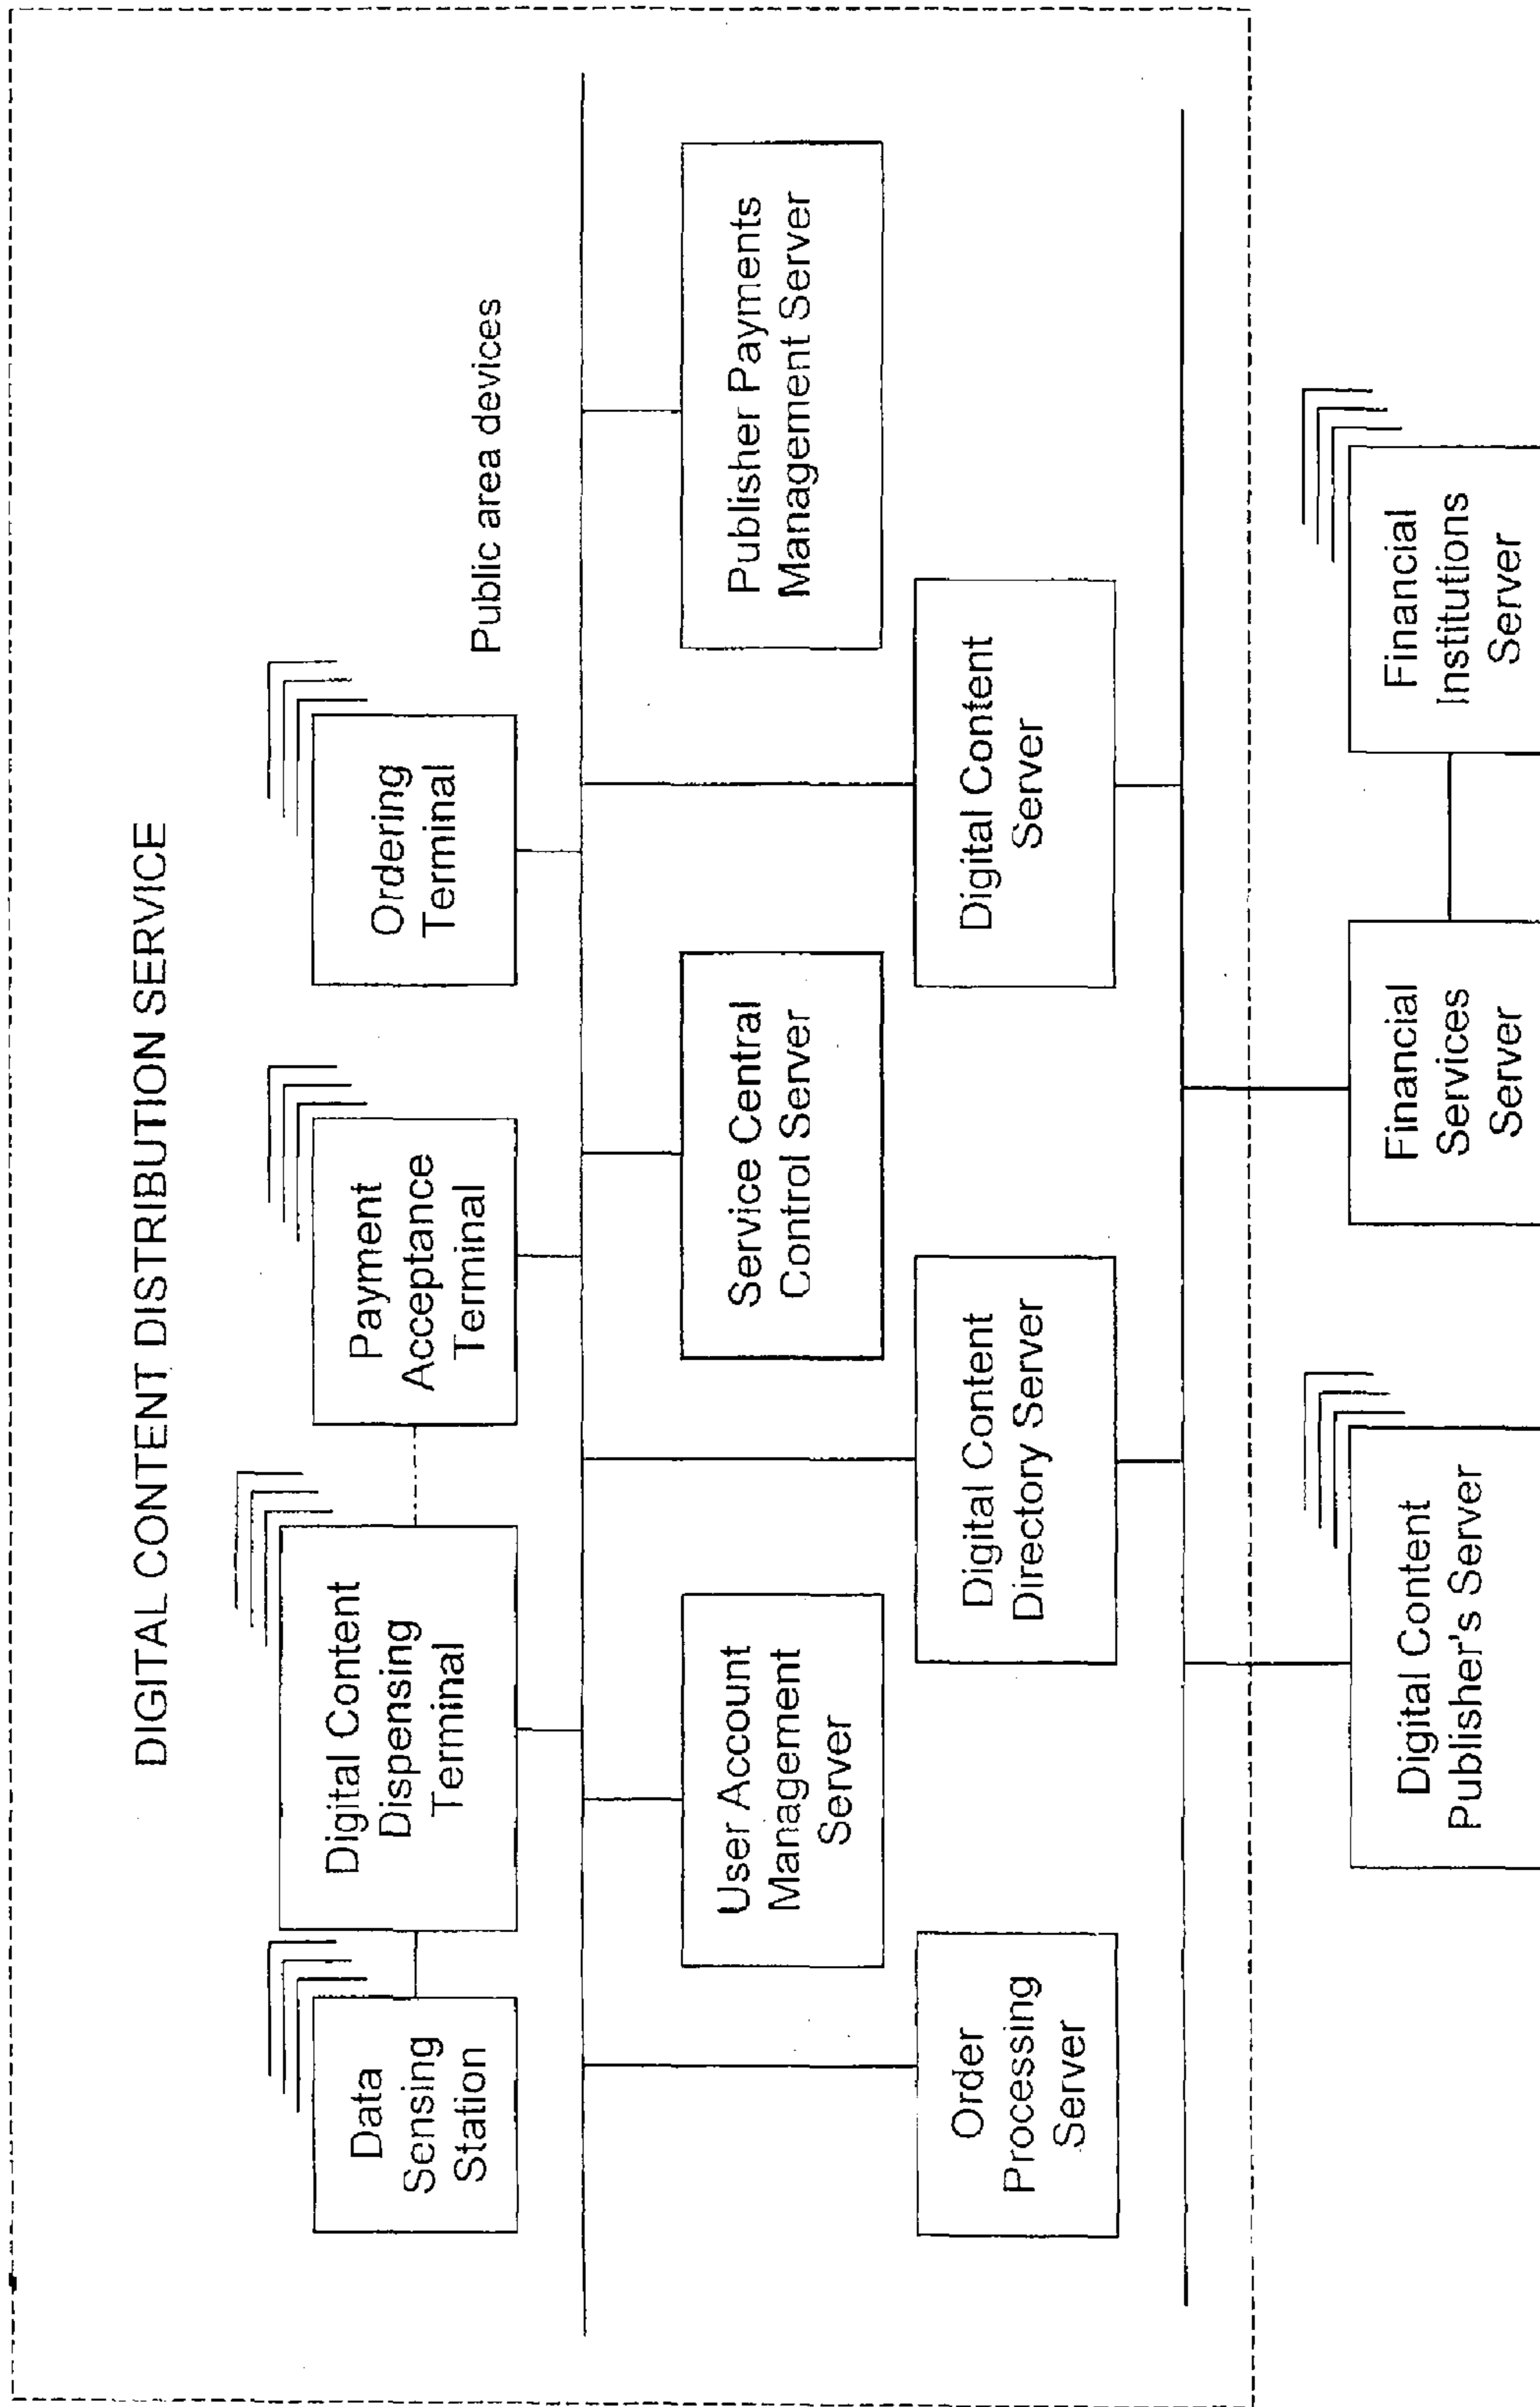 DIGITAL CONTENT DISTRIBUTION SERVICE
Data
Sensing
Station
Digital Content
Dispensing
Terminal
Payment
Acceptance
Terminal
Ordering
Terminal
Public area devices
User Account
Management
Server
Service Central
Control Server
Publisher Payments
Management Server
Order
Processing
Server
Digital Content
Directory Server
Digital Content
Server
Digital Content
Publisher's Server
Financial
Services
Server
Financial
Institutions
Server